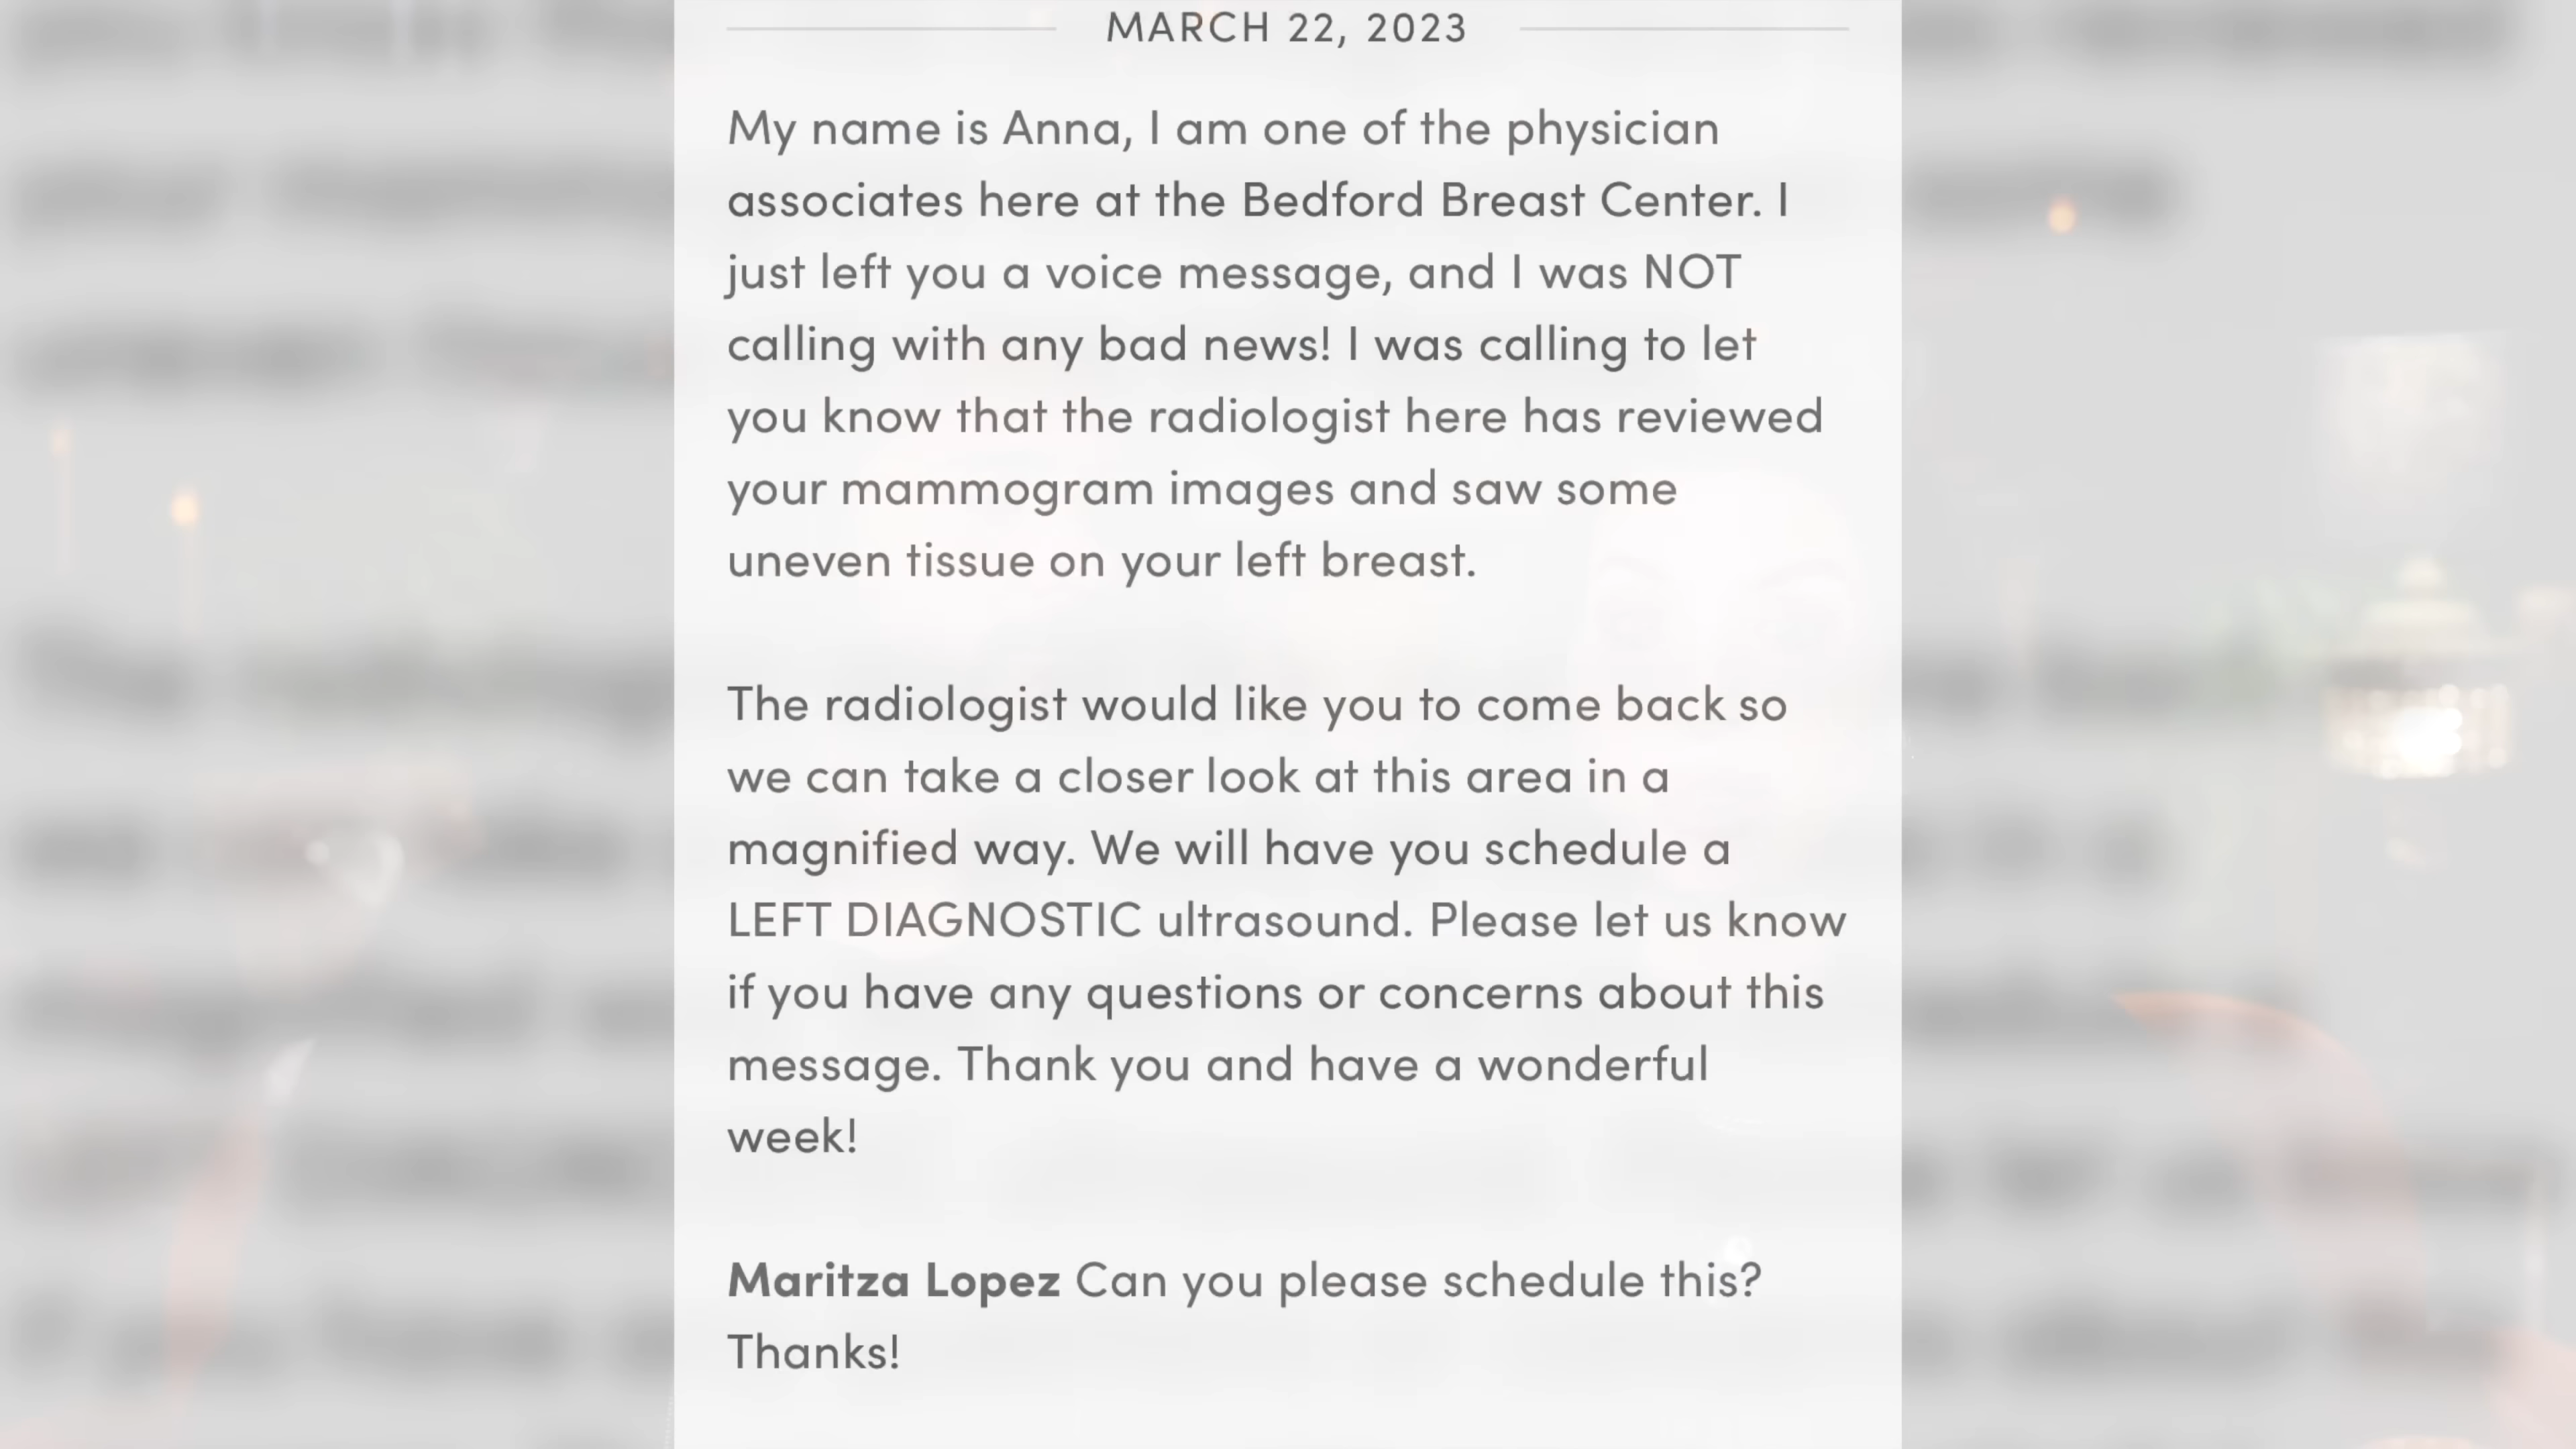 MARCH 22, 2023
My name is Anna, I am one of the physician
associates here at the Bedford Breast Center. I
just left you a voice message, and I was NOT
calling with any bad news! I was calling to let
you know that the radiologist here has reviewed
your mammogram images and saw some
uneven tissue on your left breast.
The radiologist would like you to come back so
we can take a closer look at this area in a
magnified way. We will have you schedule a
LEFT DIAGNOSTIC ultrasound. Please let us know
if you have any questions or concerns about this
message. Thank you and have a wonderful
week!
Maritza Lopez Can you please schedule this?
Thanks!